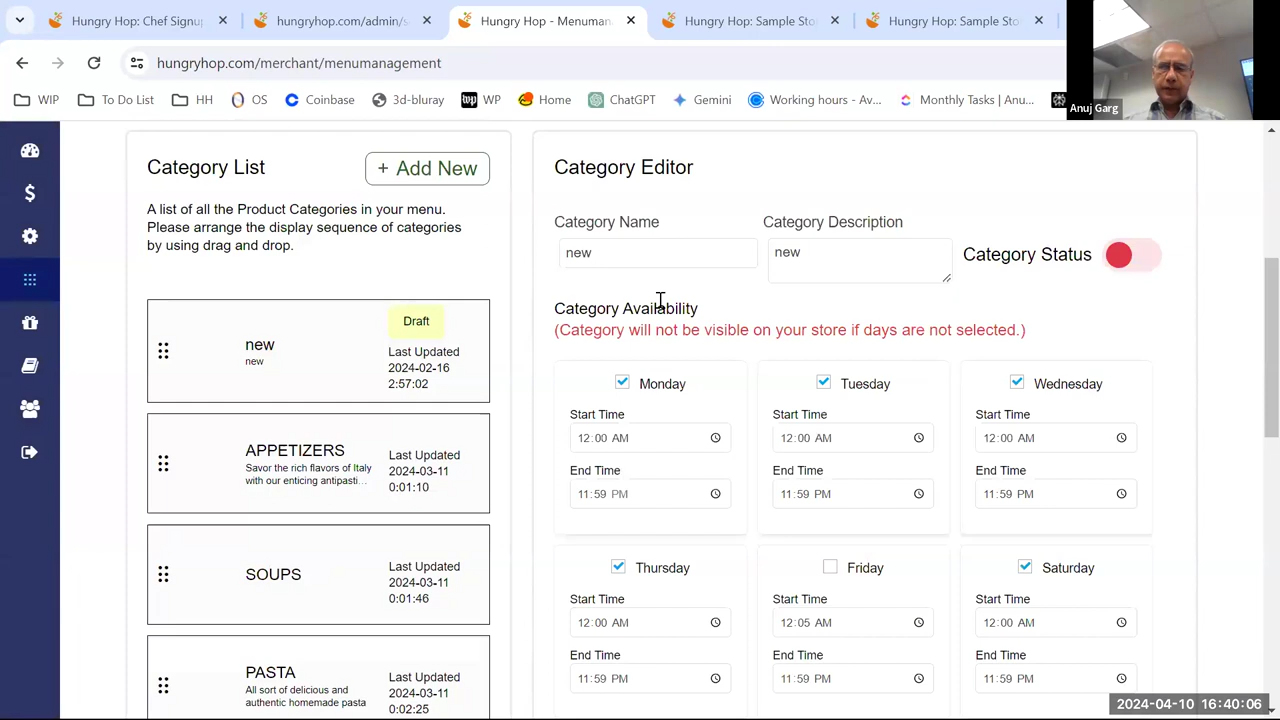 Hungry Hop: Chef Signu
hungryhop.com/admin/s
Hungry Hop - Menuman
Hungry Hop: Sample Sto
Hungry Hop: Sample Sto
hungryhop.com/merchant/menumanagement
WIP
To Do List
HH
OS
Coinbase
3d-bluray
WP
Home
ChatGPT
Gemini
Working hours - Av...
Monthly Tasks | Anu...
Anuj Garg
Category List
+ Add New
A list of all the Product Categories in your menu.
Please arrange the display sequence of categories
by using drag and drop.
new
new
Draft
Last Updated
2024-02-16
2:57:02
APPETIZERS
Savor the rich flavors of Italy
with our enticing antipasti...
Last Updated
2024-03-11
0:01:10
SOUPS
Last Updated
2024-03-11
0:01:46
PASTA
All sort of delicious and
authentic homemade pasta
Last Updated
2024-03-11
0:02:25
Category Editor
Category Name
Category Description
new
new
Category Status
Category Availability
(Category will not be visible on your store if days are not selected.)
Monday
Start Time
12:00 AM
End Time
11:59 PM
Tuesday
Start Time
12:00 AM
End Time
11:59 PM
Wednesday
Start Time
12:00 AM
End Time
11:59 PM
Thursday
Start Time
12:00 AM
End Time
11:59 PM
Friday
Start Time
12:05 AM
End Time
11:59 PM
Saturday
Start Time
12:00 AM
End Time
11:59 PM
2024-04-10 16:40:06